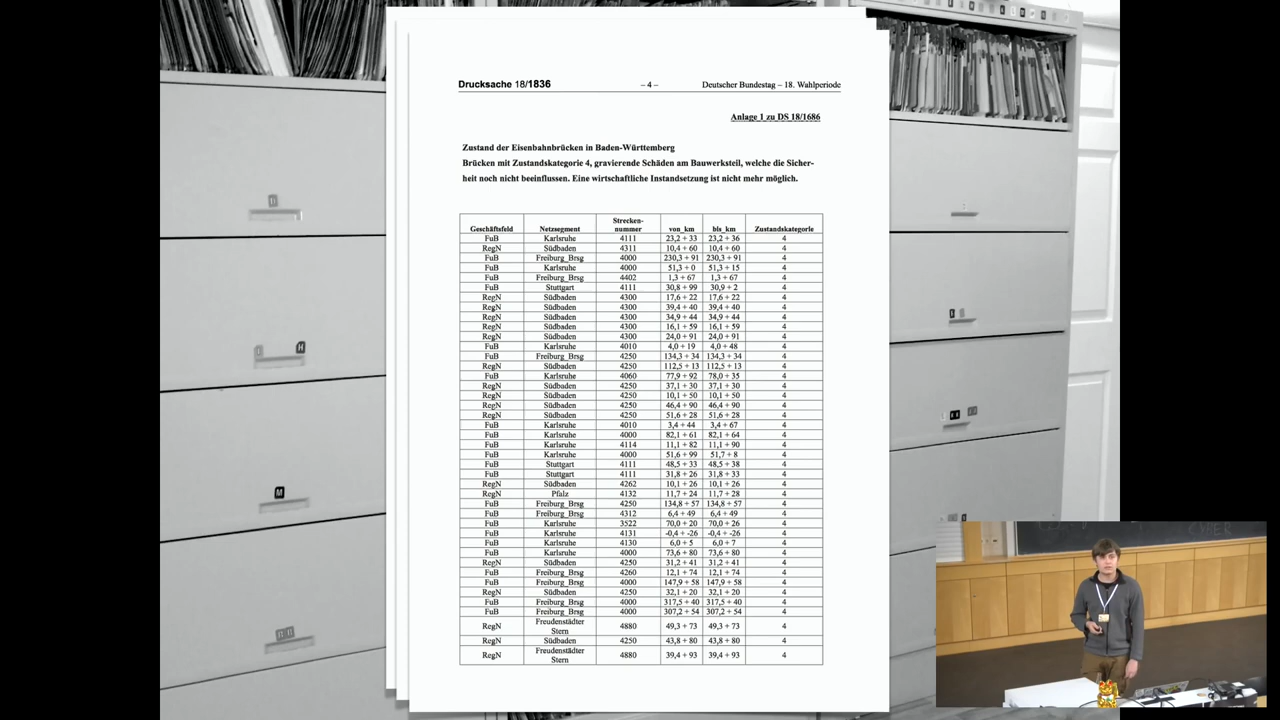 Drucksache 18/1836 – 4 – Deutscher Bundestag – 18. Wahlperiode
Anlage 1 zu DS 18/1686
Zustand der Eisenbahnbrücken in Baden-Württemberg
Brücken mit Zustandskategorie 4, gravierende Schäden am Bauwerksteil, welche die Sicher-
heit noch nicht beeinflussen. Eine wirtschaftliche Instandsetzung ist nicht mehr möglich.
Geschäftsfeld Netzsegment Strecken-nummer von_km bis_km Zustandskategorie
FuB Karlsruhe 4111 23,2 + 33 23,2 + 36 4
RegN Südbaden 4311 10,4 + 60 10,4 + 60 4
FuB Freiburg_Brsg 4000 230,3 + 91 230,3 + 91 4
FuB Karlsruhe 4000 51,3 + 0 51,3 + 15 4
FuB Freiburg_Brsg 4402 1,3 + 67 1,3 + 67 4
FuB Stuttgart 4111 30,8 + 99 30,9 + 2 4
RegN Südbaden 4300 17,6 + 22 17,6 + 22 4
RegN Südbaden 4300 39,4 + 40 39,4 + 40 4
RegN Südbaden 4300 34,9 + 44 34,9 + 44 4
RegN Südbaden 4300 16,1 + 59 16,1 + 59 4
RegN Südbaden 4300 24,0 + 91 24,0 + 91 4
FuB Karlsruhe 4010 4,0 + 19 4,0 + 48 4
FuB Freiburg_Brsg 4250 134,3 + 34 134,3 + 34 4
RegN Südbaden 4250 112,5 + 13 112,5 + 13 4
FuB Karlsruhe 4060 77,9 + 92 78,0 + 35 4
RegN Südbaden 4250 37,1 + 30 37,1 + 30 4
RegN Südbaden 4250 10,1 + 50 10,1 + 50 4
RegN Südbaden 4250 46,4 + 90 46,4 + 90 4
RegN Südbaden 4250 51,6 + 28 51,6 + 28 4
FuB Karlsruhe 4010 3,4 + 44 3,4 + 67 4
FuB Karlsruhe 4000 82,1 + 61 82,1 + 64 4
FuB Karlsruhe 4114 11,1 + 82 11,1 + 90 4
FuB Karlsruhe 4000 51,6 + 99 51,7 + 8 4
FuB Stuttgart 4111 48,5 + 33 48,5 + 38 4
FuB Stuttgart 4111 31,8 + 26 31,8 + 33 4
RegN Südbaden 4262 10,1 + 26 10,1 + 26 4
RegN Pfalz 4132 11,7 + 24 11,7 + 28 4
FuB Freiburg_Brsg 4250 134,8 + 57 134,8 + 57 4
FuB Freiburg_Brsg 4312 6,4 + 49 6,4 + 49 4
FuB Karlsruhe 3522 70,0 + 20 70,0 + 26 4
FuB Karlsruhe 4131 -0,4 + -26 -0,4 + -26 4
FuB Karlsruhe 4130 6,0 + 5 6,0 + 7 4
FuB Karlsruhe 4000 73,6 + 80 73,6 + 80 4
RegN Südbaden 4250 31,2 + 41 31,2 + 41 4
FuB Freiburg_Brsg 4260 12,1 + 74 12,1 + 74 4
FuB Freiburg_Brsg 4000 147,9 + 58 147,9 + 58 4
RegN Südbaden 4250 32,1 + 20 32,1 + 20 4
FuB Freiburg_Brsg 4000 317,5 + 40 317,5 + 40 4
FuB Freiburg_Brsg 4000 307,2 + 54 307,2 + 54 4
RegN Freudenstädter Stern 4880 49,3 + 73 49,3 + 73 4
RegN Südbaden 4250 43,8 + 80 43,8 + 80 4
RegN Freudenstädter Stern 4880 39,4 + 93 39,4 + 93 4
H
M